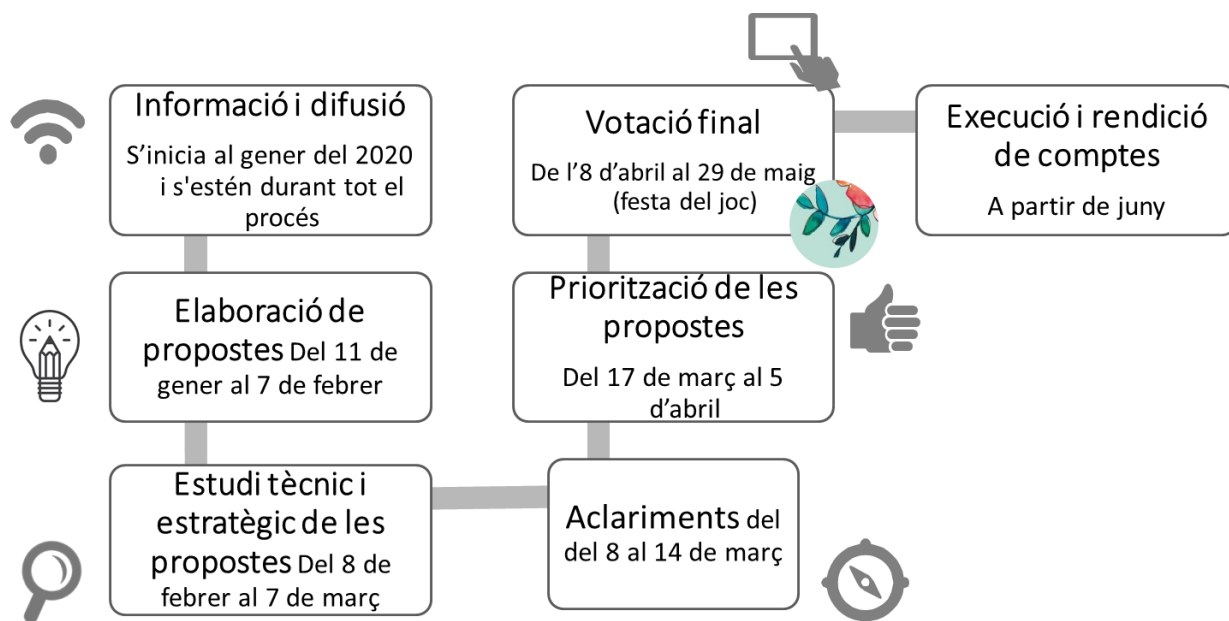 Informació i difusió
S’inicia al gener del 2020
i s'estén durant tot el
procés
Elaboració de
propostes Del 11 de
gener al 7 de febrer
Estudi tècnic i
estratègic de les
propostes Del 8 de
febrer al 7 de març
Aclariments del
del 8 al 14 de març
Priorització de les
propostes
Del 17 de març al 5
d’abril
Votació final
De l’8 d’abril al 29 de maig
(festa del joc)
Execució i rendició
de comptes
A partir de juny